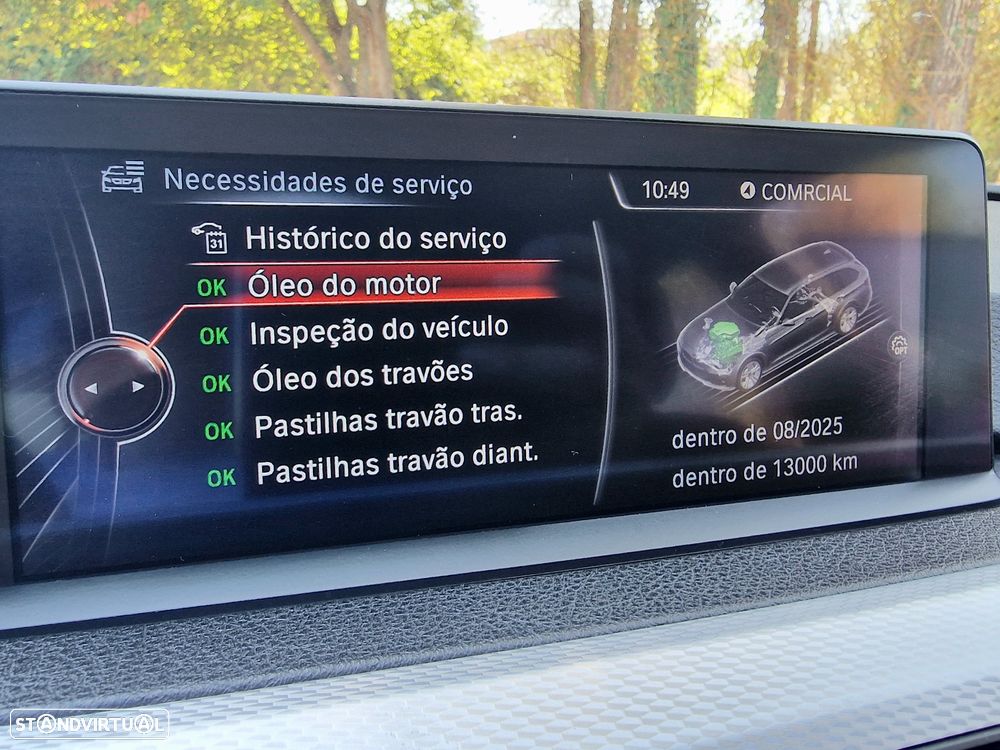 Necessidades de serviço
10:49 COMRCIAL
31 Histórico do serviço
OK Óleo do motor
OK Inspeção do veículo
OK Óleo dos travões
OK Pastilhas travão tras.
OK Pastilhas travão diant.
OPT
dentro de 08/2025
dentro de 13000 km
STANDVIRTUAL